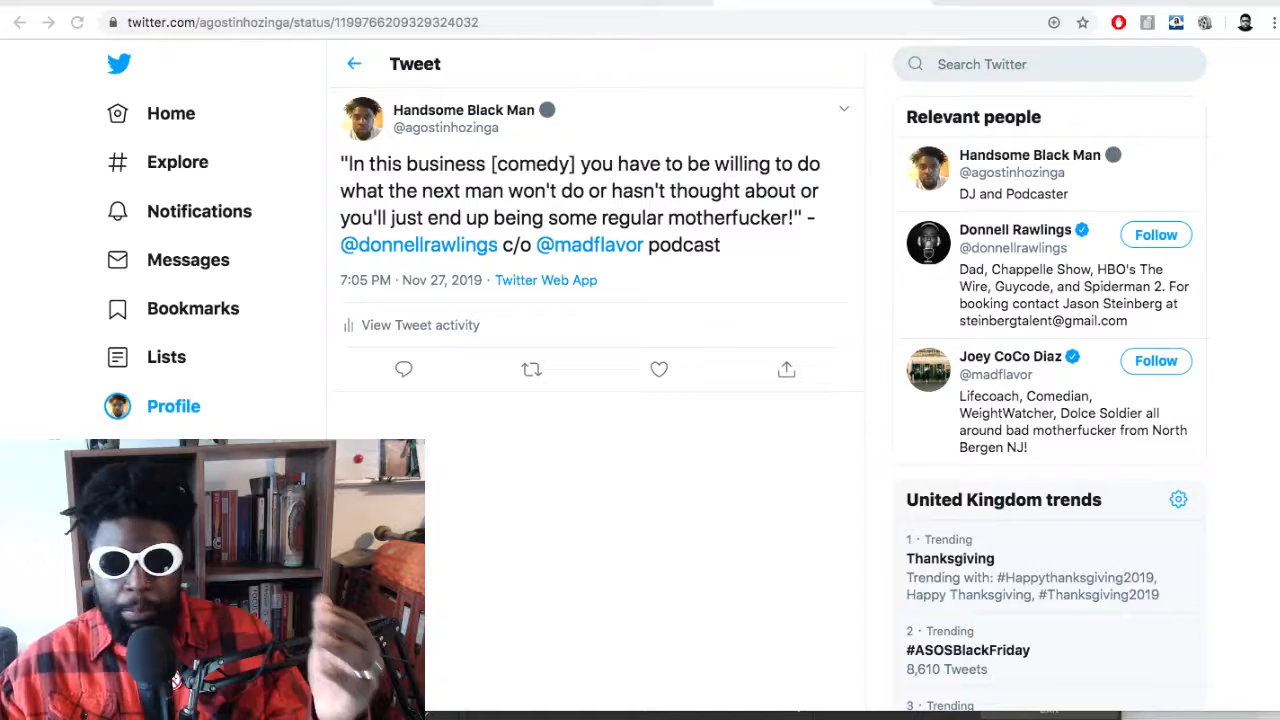 twitter.com/agostinhozinga/status/1199766209329324032
Home
Explore
Notifications
Messages
Bookmarks
Lists
Profile
Tweet
Handsome Black Man
@agostinhozinga
"In this business [comedy] you have to be willing to do
what the next man won't do or hasn't thought about or
you'll just end up being some regular motherfucker!" -
@donnellrawlings c/o @madflavor podcast
7:05 PM · Nov 27, 2019 · Twitter Web App
View Tweet activity
Search Twitter
Relevant people
Handsome Black Man
@agostinhozinga
DJ and Podcaster
Donnell Rawlings
@donnellrawlings
Follow
Dad, Chappelle Show, HBO's The
Wire, Guycode, and Spiderman 2. For
booking contact Jason Steinberg at
steinbergtalent@gmail.com
Joey CoCo Diaz
@madflavor
Follow
Lifecoach, Comedian,
WeightWatcher, Dolce Soldier all
around bad motherfucker from North
Bergen NJ!
United Kingdom trends
1 · Trending
Thanksgiving
Trending with: #Happythanksgiving2019,
Happy Thanksgiving, #Thanksgiving2019
2 · Trending
#ASOSBlackFriday
8,610 Tweets
3 · Trending